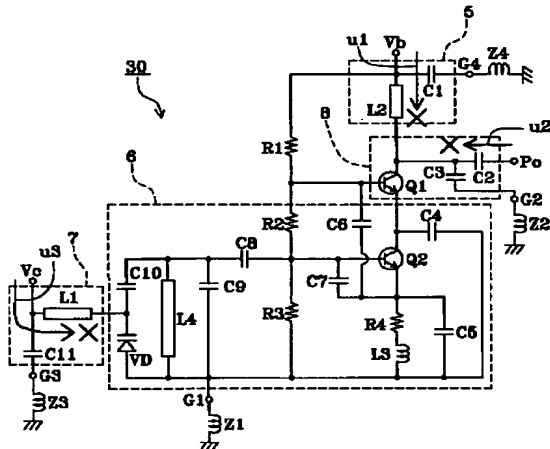 5
u1
Vb
Z4
G4
30
C1
L2
8
u2
R1
Po
C3
C2
Q1
G2
6
R2
C6
C4
Z2
u3
7
C8
Q2
Vc
C10
C9
C7
L1
L4
R3
R4
C5
VD
L3
C11
G3
G1
Z3
Z1